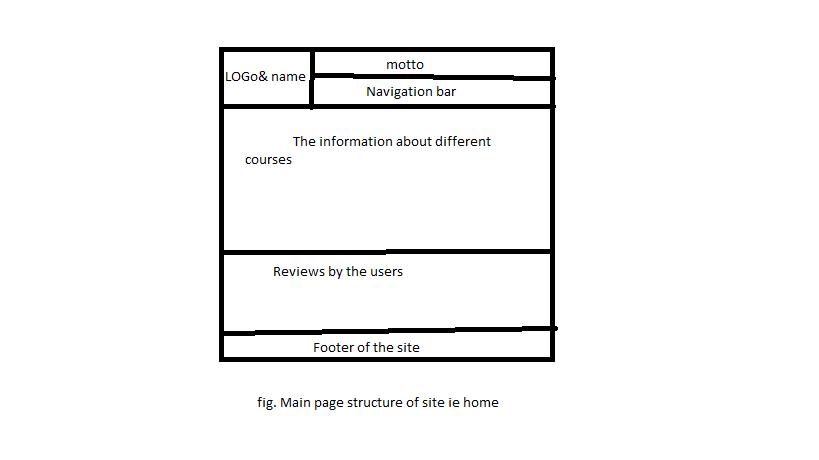 motto
LOGo& name
Navigation bar
The information about different
courses
Reviews by the users
Footer of the site
fig. Main page structure of site ie home